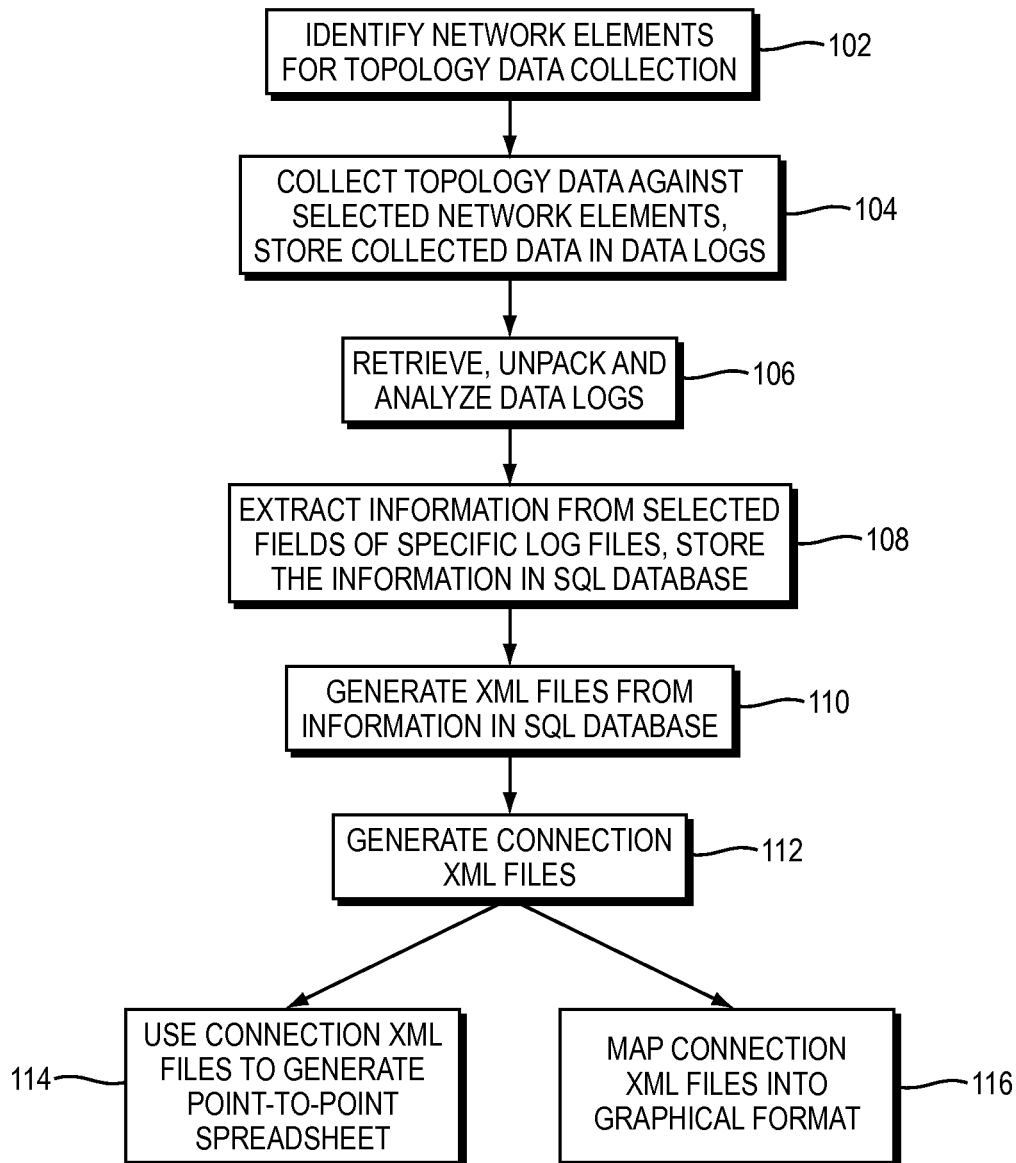 IDENTIFY NETWORK ELEMENTS
FOR TOPOLOGY DATA COLLECTION
102
COLLECT TOPOLOGY DATA AGAINST
SELECTED NETWORK ELEMENTS,
STORE COLLECTED DATA IN DATA LOGS
104
RETRIEVE, UNPACK AND
ANALYZE DATA LOGS
106
EXTRACT INFORMATION FROM SELECTED
FIELDS OF SPECIFIC LOG FILES, STORE
THE INFORMATION IN SQL DATABASE
108
GENERATE XML FILES FROM
INFORMATION IN SQL DATABASE
110
GENERATE CONNECTION
XML FILES
112
114
USE CONNECTION XML
FILES TO GENERATE
POINT-TO-POINT
SPREADSHEET
MAP CONNECTION
XML FILES INTO
GRAPHICAL FORMAT
116